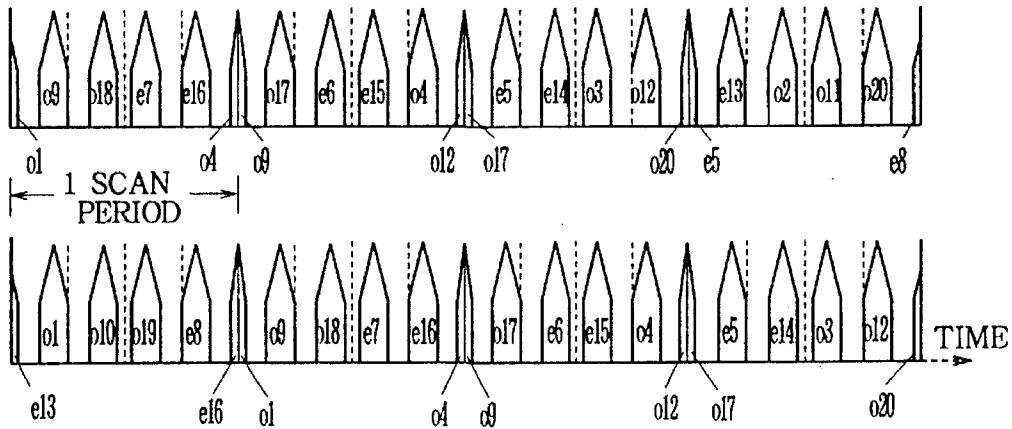 o9 o18 e7 e16 o17 e6 e15 o4 e5 e14 o3 o12 e13 o2 o11 o20
o1 o4 o9 o12 o17 o20 e5 e8
1 SCAN
PERIOD
o1 o10 o19 e8 o9 o18 e7 e16 o17 e6 e15 o4 e5 e14 o3 o12
TIME
e13 e16 o1 o4 o9 o12 o17 o20